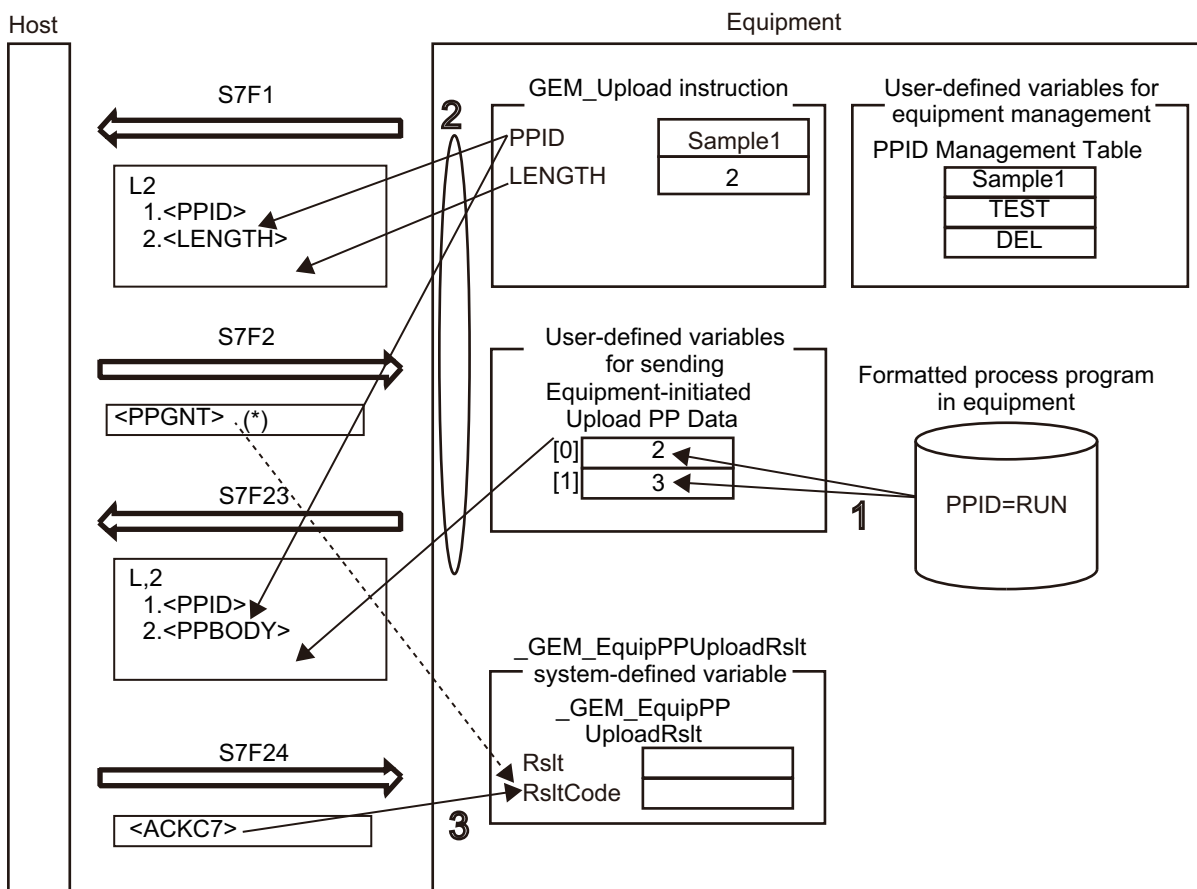 Host
Equipment
S7F1
L2
1.<PPID>
2.<LENGTH>
S7F2
<PPGNT> (*)
S7F23
L,2
1.<PPID>
2.<PPBODY>
S7F24
<ACKC7>
2
GEM_Upload instruction
PPID
Sample1
LENGTH
2
User-defined variables for
equipment management
PPID Management Table
Sample1
TEST
DEL
User-defined variables
for sending
Equipment-initiated
Upload PP Data
[0]
2
[1]
3
1
Formatted process program
in equipment
PPID=RUN
_GEM_EquipPPUploadRslt
system-defined variable
_GEM_EquipPP
UploadRslt
Rslt
RsltCode
3